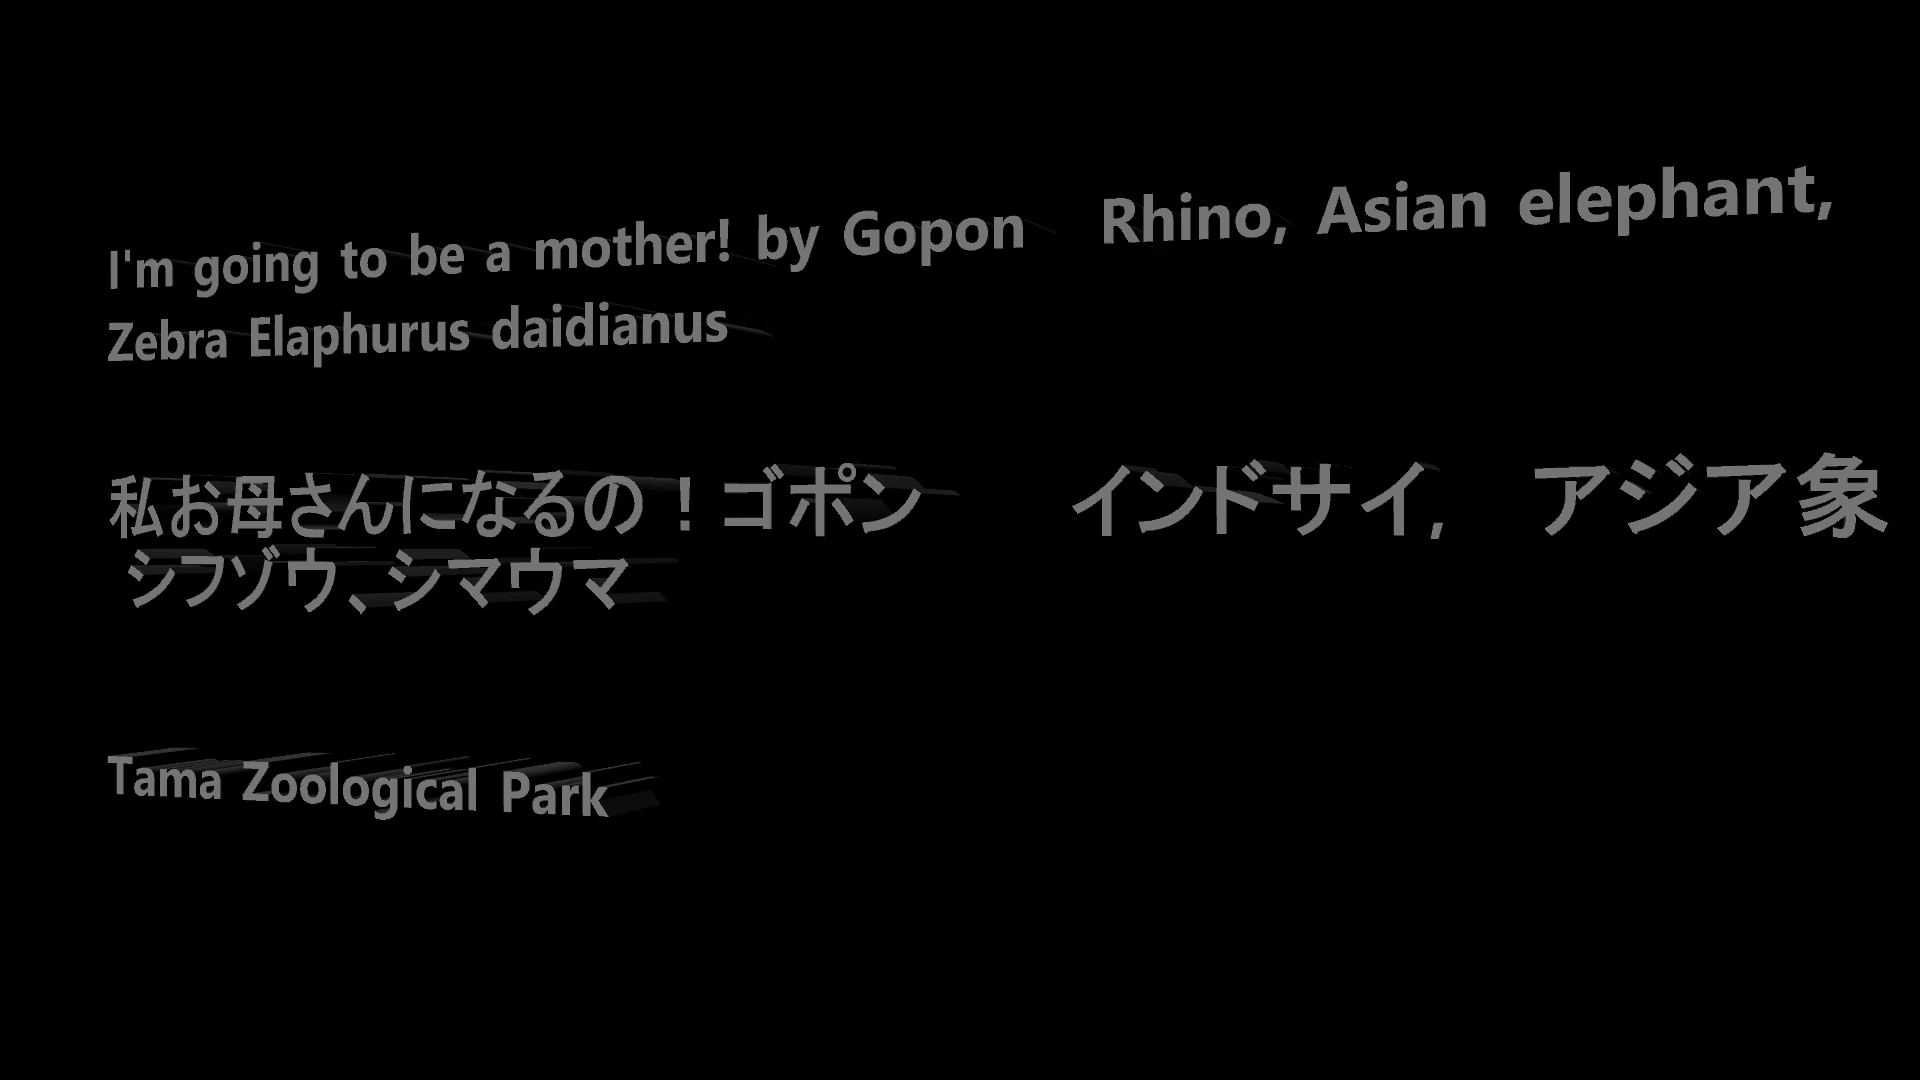 I'm going to be a mother! by Gopon　Rhino, Asian elephant,
Zebra Elaphurus daidianus
私お母さんになるの！ゴポン　　インドサイ,　アジア象
シフゾウ、シマウマ
Tama Zoological Park